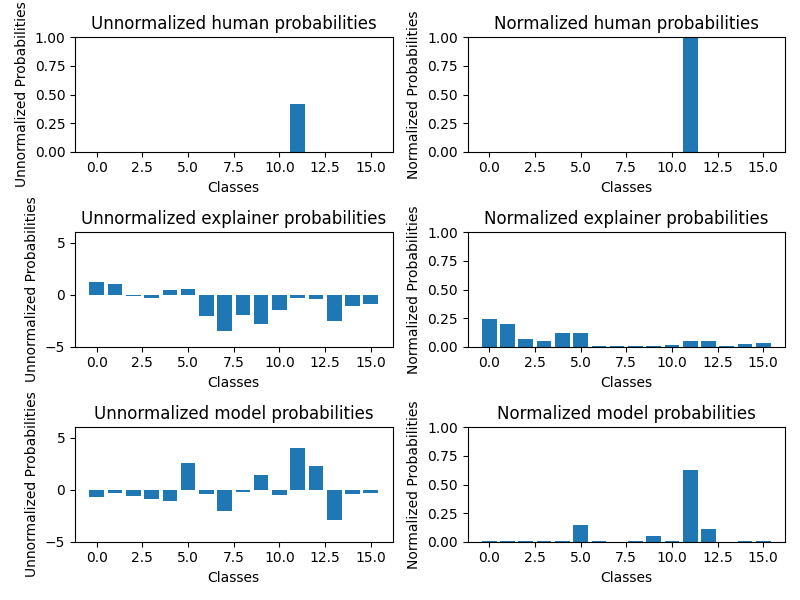 Unnormalized human probabilities
Unnormalized Probabilities
1.00
0.75
0.50
0.25
0.00
0.0 2.5 5.0 7.5 10.0 12.5 15.0
Classes
Normalized human probabilities
Normalized Probabilities
1.00
0.75
0.50
0.25
0.00
0.0 2.5 5.0 7.5 10.0 12.5 15.0
Classes
Unnormalized explainer probabilities
Unnormalized Probabilities
5
0
−5
0.0 2.5 5.0 7.5 10.0 12.5 15.0
Classes
Normalized explainer probabilities
Normalized Probabilities
1.00
0.75
0.50
0.25
0.00
0.0 2.5 5.0 7.5 10.0 12.5 15.0
Classes
Unnormalized model probabilities
Unnormalized Probabilities
5
0
−5
0.0 2.5 5.0 7.5 10.0 12.5 15.0
Classes
Normalized model probabilities
Normalized Probabilities
1.00
0.75
0.50
0.25
0.00
0.0 2.5 5.0 7.5 10.0 12.5 15.0
Classes